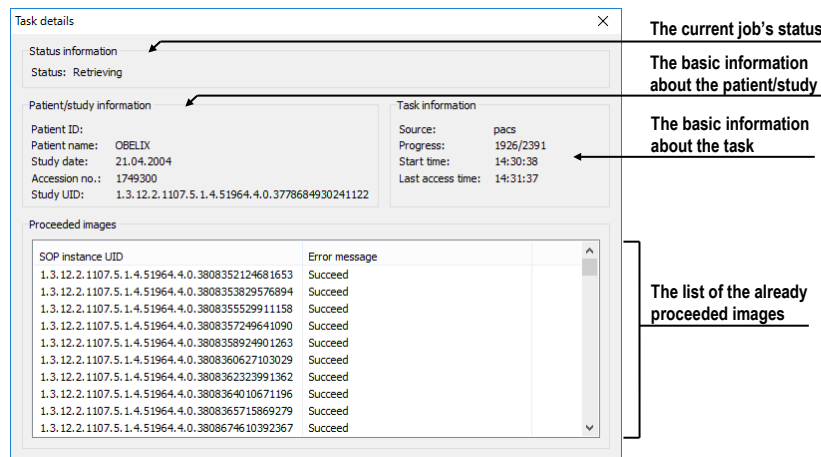 Task details
The current job's status
Status information
Status: Retrieving
The basic information
about the patient/study
Patient/study information
Patient ID:
Patient name: OBELIX
Study date: 21.04.2004
Accession no.: 1749300
Study UID: 1.3.12.2.1107.5.1.4.51964.4.0.3778684930241122
Task information
Source: pacs
Progress: 1926/2391
Start time: 14:30:38
Last access time: 14:31:37
The basic information
about the task
Proceeded images
SOP instance UID Error message
1.3.12.2.1107.5.1.4.51964.4.0.3808352124681653 Succeed
1.3.12.2.1107.5.1.4.51964.4.0.3808353829576894 Succeed
1.3.12.2.1107.5.1.4.51964.4.0.3808355529911158 Succeed
1.3.12.2.1107.5.1.4.51964.4.0.3808357249641090 Succeed
1.3.12.2.1107.5.1.4.51964.4.0.3808358924901263 Succeed
1.3.12.2.1107.5.1.4.51964.4.0.3808360627103029 Succeed
1.3.12.2.1107.5.1.4.51964.4.0.3808362323991362 Succeed
1.3.12.2.1107.5.1.4.51964.4.0.3808364010671196 Succeed
1.3.12.2.1107.5.1.4.51964.4.0.3808365715869279 Succeed
1.3.12.2.1107.5.1.4.51964.4.0.3808674610392367 Succeed
The list of the already
proceeded images